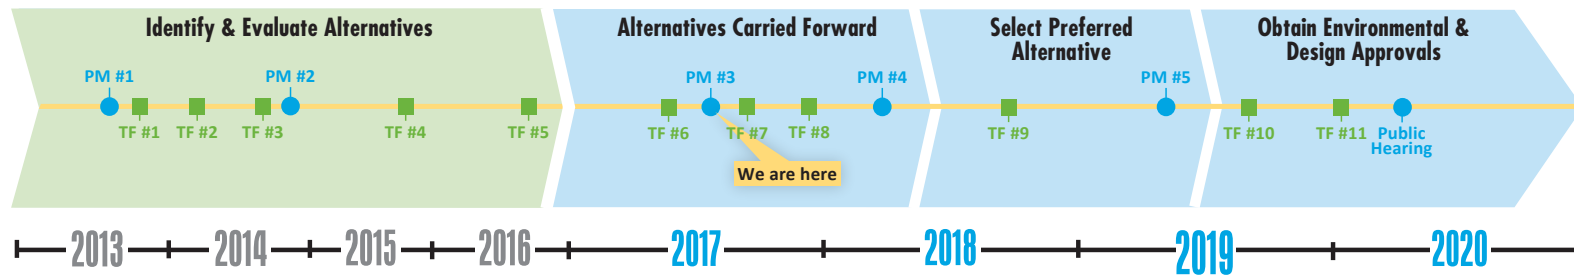 Identify & Evaluate Alternatives
Alternatives Carried Forward
Select Preferred
Alternative
Obtain Environmental &
Design Approvals
PM #1
PM #2
PM #3
PM #4
PM #5
TF #1
TF #2
TF #3
TF #4
TF #5
TF #6
TF #7
TF #8
TF #9
TF #10
TF #11
Public
Hearing
We are here
2013
2014
2015
2016
2017
2018
2019
2020